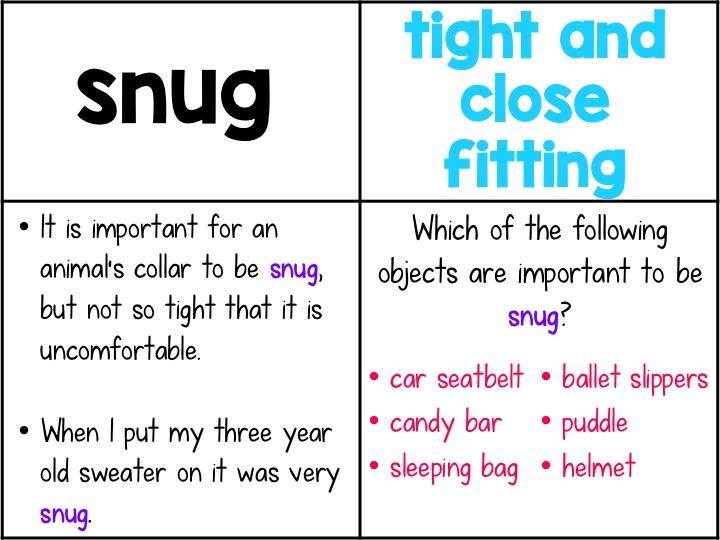 snug
tight and
close
fitting
• It is important for an
animal's collar to be snug,
but not so tight that it is
uncomfortable.
• When I put my three year
old sweater on it was very
snug.
Which of the following
objects are important to be
snug?
• car seatbelt
• candy bar
• sleeping bag
• ballet slippers
• puddle
• helmet